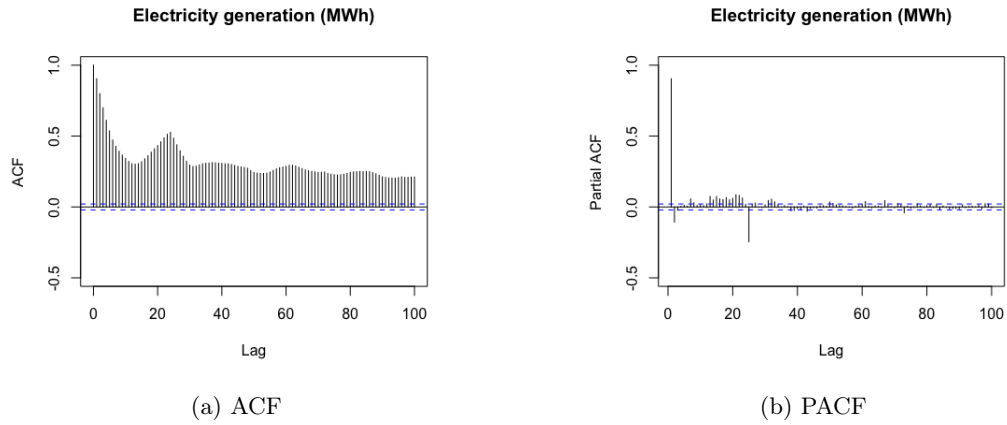 Electricity generation (MWh)
ACF
1.0
0.5
0.0
-0.5
0 20 40 60 80 100
Lag
(a) ACF
Electricity generation (MWh)
Partial ACF
1.0
0.5
0.0
-0.5
0 20 40 60 80 100
Lag
(b) PACF